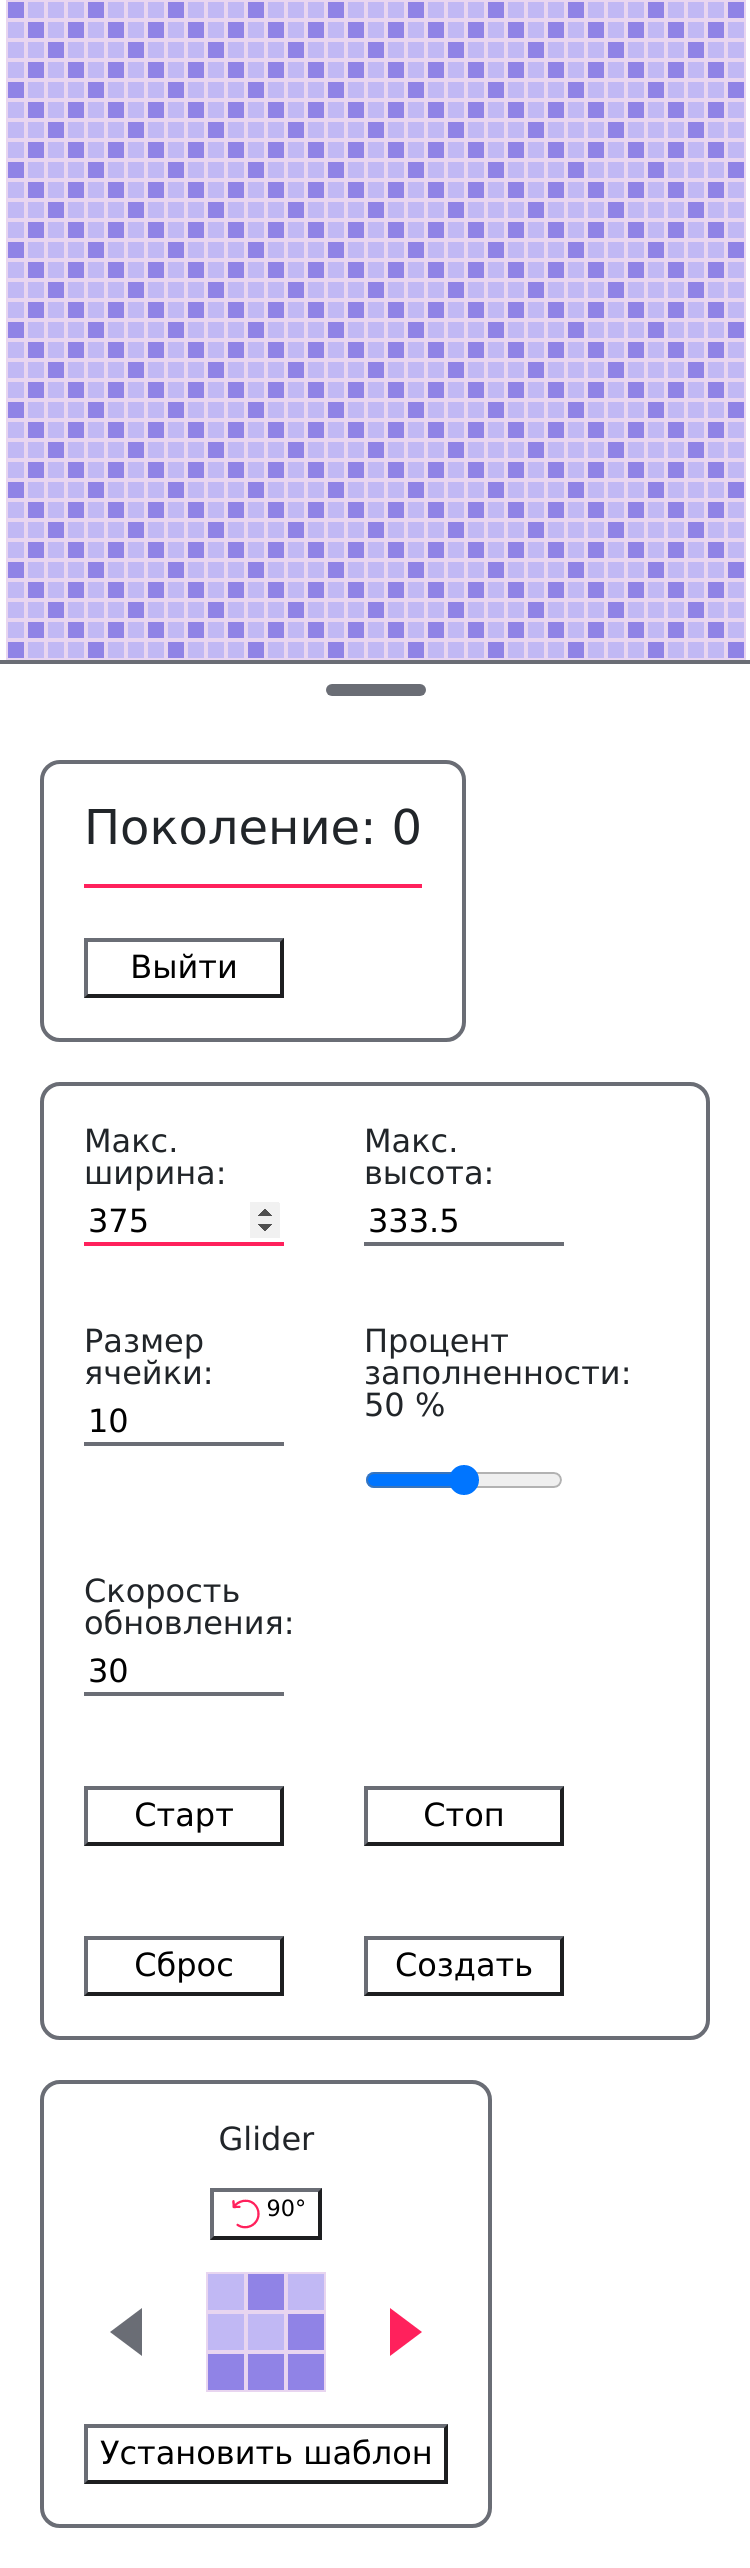 Поколение: 0
Выйти
Макс.
ширина:
375
Макс.
высота:
333.5
Размер
ячейки:
10
Процент
заполненности:
50 %
Скорость
обновления:
30
Старт
Стоп
Сброс
Создать
Glider
90°
Установить шаблон